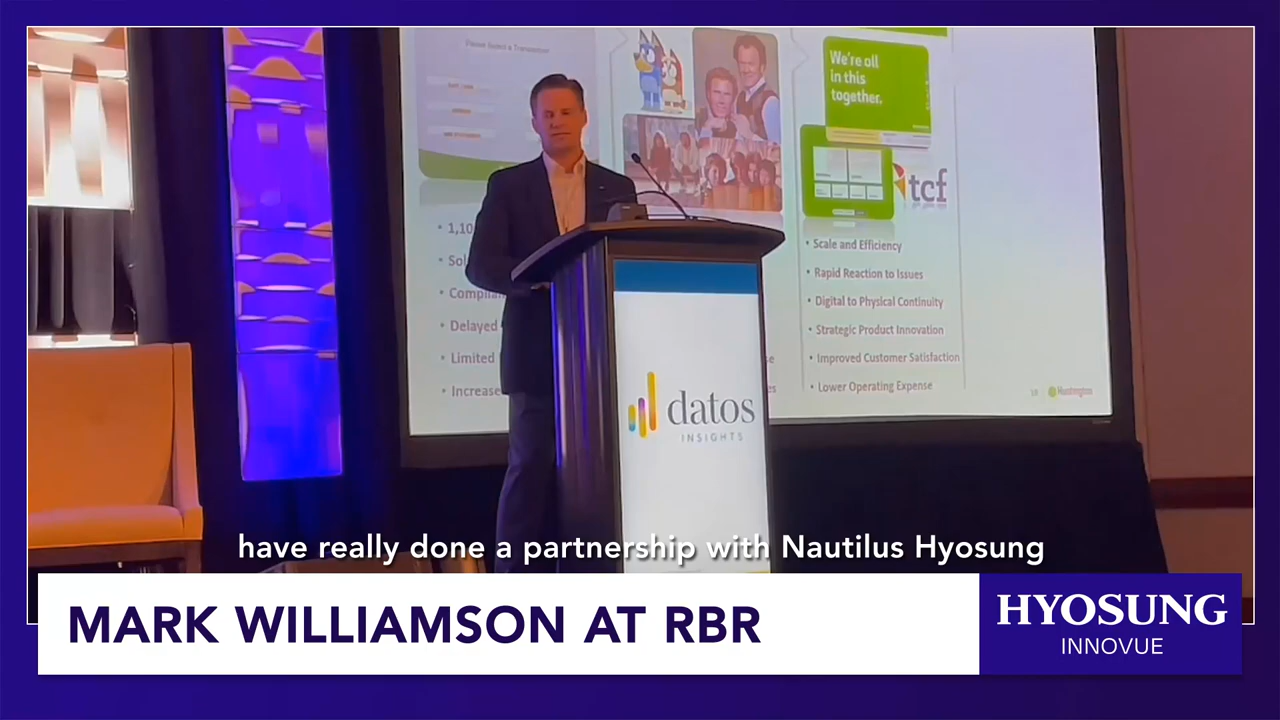 Please Select a Transaction
We're all
in this
together.
tcf
• 1,10
• Sol
• Complia
• Delayed
• Limited
• Increase
• Scale and Efficiency
• Rapid Reaction to Issues
• Digital to Physical Continuity
• Strategic Product Innovation
• Improved Customer Satisfaction
• Lower Operating Expense
Huntington
datos
INSIGHTS
have really done a partnership with Nautilus Hyosung
MARK WILLIAMSON AT RBR
HYOSUNG
INNOVUE